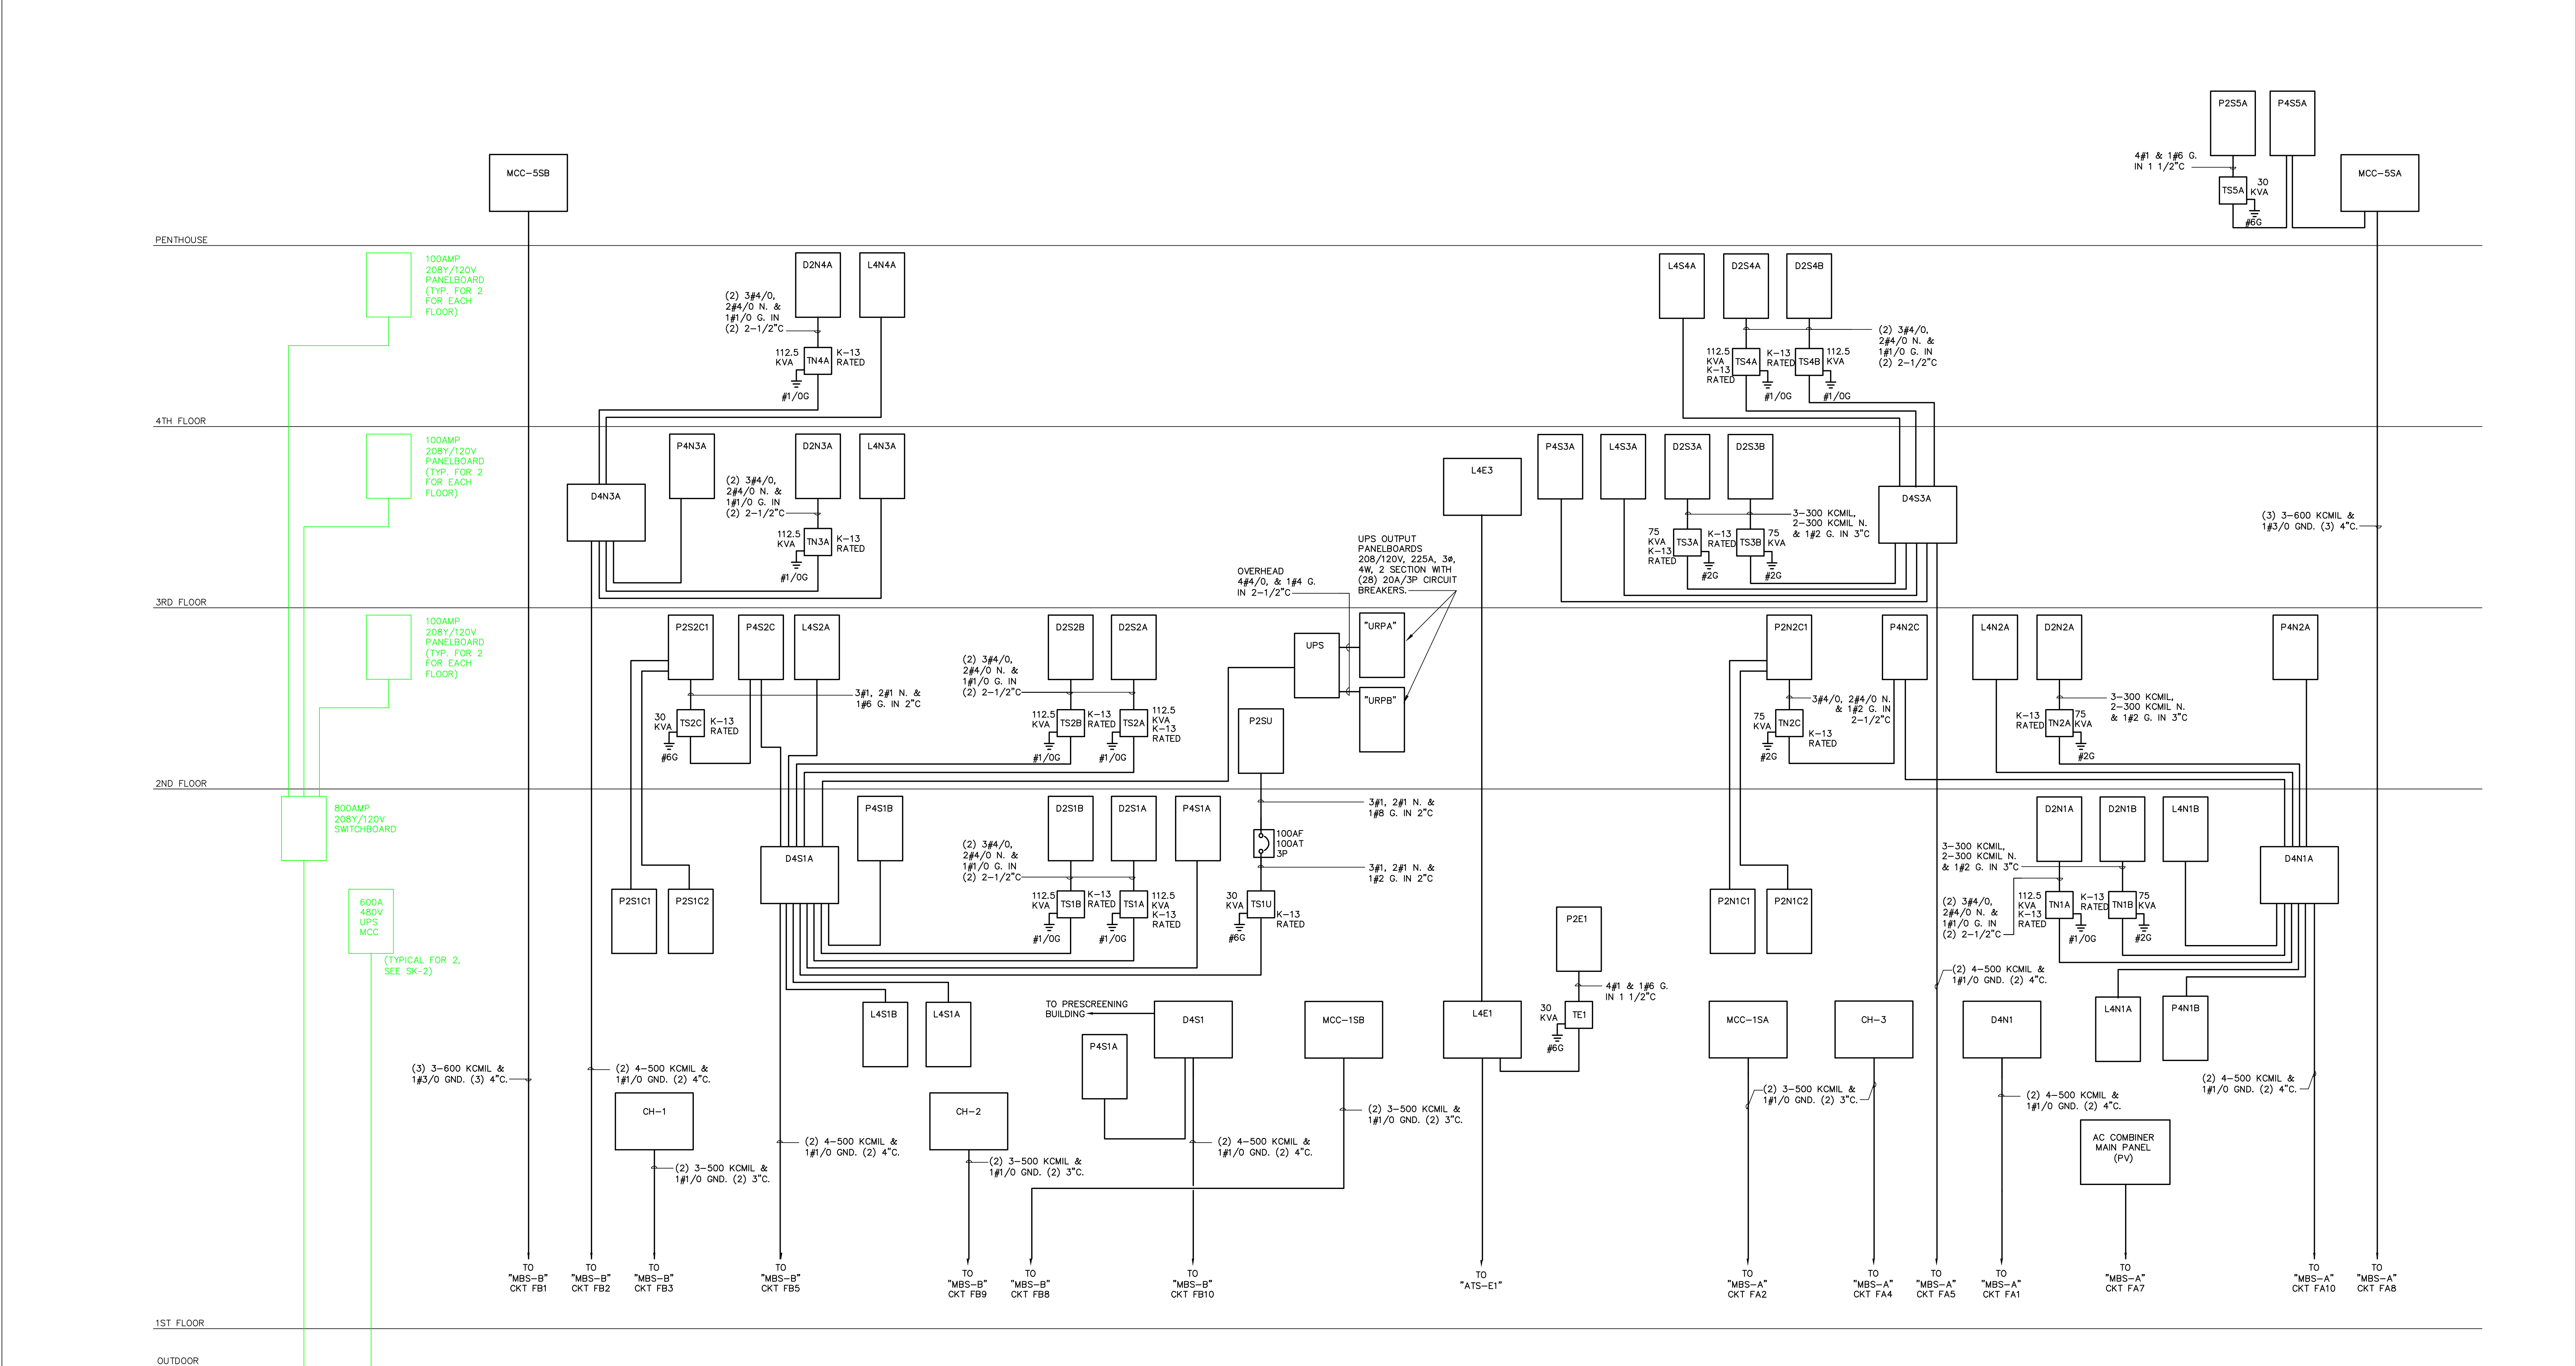 P2S5A
P4S5A
4#1 & 1#6 G.
IN 1 1/2"C
TS5A
30
KVA
#6G
MCC-5SA
MCC-5SB
PENTHOUSE
100AMP
208Y/120V
PANELBOARD
(TYP. FOR 2
FOR EACH
FLOOR)
D2N4A
L4N4A
(2) 3#4/0,
2#4/0 N. &
1#1/0 G. IN
(2) 2-1/2"C
112.5
KVA
TN4A
K-13
RATED
#1/0G
L4S4A
D2S4A
D2S4B
(2) 3#4/0,
2#4/0 N. &
1#1/0 G. IN
(2) 2-1/2"C
112.5
KVA
K-13
RATED
TS4A
K-13
RATED
TS4B
112.5
KVA
#1/0G
#1/0G
4TH FLOOR
100AMP
208Y/120V
PANELBOARD
(TYP. FOR 2
FOR EACH
FLOOR)
D4N3A
P4N3A
D2N3A
L4N3A
(2) 3#4/0,
2#4/0 N. &
1#1/0 G. IN
(2) 2-1/2"C
112.5
KVA
TN3A
K-13
RATED
#1/0G
L4E3
P4S3A
L4S3A
D2S3A
D2S3B
D4S3A
3-300 KCMIL,
2-300 KCMIL N.
& 1#2 G. IN 3"C
75
KVA
K-13
RATED
TS3A
K-13
RATED
TS3B
75
KVA
#2G
#2G
(3) 3-600 KCMIL &
1#3/0 GND. (3) 4"C.
UPS OUTPUT
PANELBOARDS
208/120V, 225A, 3ø,
4W, 2 SECTION WITH
(28) 20A/3P CIRCUIT
BREAKERS.
OVERHEAD
4#4/0, & 1#4 G.
IN 2-1/2"C
3RD FLOOR
100AMP
208Y/120V
PANELBOARD
(TYP. FOR 2
FOR EACH
FLOOR)
P2S2C1
P4S2C
L4S2A
3#1, 2#1 N. &
1#6 G. IN 2"C
30
KVA
TS2C
K-13
RATED
#6G
D2S2B
D2S2A
(2) 3#4/0,
2#4/0 N. &
1#1/0 G. IN
(2) 2-1/2"C
112.5
KVA
TS2B
K-13
RATED
TS2A
112.5
KVA
K-13
RATED
#1/0G
#1/0G
UPS
"URPA"
"URPB"
P2SU
P2N2C1
P4N2C
L4N2A
D2N2A
P4N2A
3#4/0, 2#4/0 N.
& 1#2 G. IN
2-1/2"C
75
KVA
TN2C
K-13
RATED
#2G
3-300 KCMIL,
2-300 KCMIL N.
& 1#2 G. IN 3"C
K-13
RATED
TN2A
75
KVA
#2G
2ND FLOOR
800AMP
208Y/120V
SWITCHBOARD
600A
480V
UPS
MCC
(TYPICAL FOR 2,
SEE SK-2)
P2S1C1
P2S1C2
D4S1A
P4S1B
D2S1B
D2S1A
P4S1A
(2) 3#4/0,
2#4/0 N. &
1#1/0 G. IN
(2) 2-1/2"C
112.5
KVA
TS1B
K-13
RATED
TS1A
112.5
KVA
K-13
RATED
#1/0G
#1/0G
3#1, 2#1 N. &
1#8 G. IN 2"C
100AF
100AT
3P
3#1, 2#1 N. &
1#2 G. IN 2"C
30
KVA
TS1U
K-13
RATED
#6G
P2E1
4#1 & 1#6 G.
IN 1 1/2"C
30
KVA
TE1
#6G
P2N1C1
P2N1C2
D2N1A
D2N1B
L4N1B
D4N1A
3-300 KCMIL,
2-300 KCMIL N.
& 1#2 G. IN 3"C
(2) 3#4/0,
2#4/0 N. &
1#1/0 G. IN
(2) 2-1/2"C
112.5
KVA
K-13
RATED
TN1A
K-13
RATED
TN1B
75
KVA
#1/0G
#2G
(2) 4-500 KCMIL &
1#1/0 GND. (2) 4"C.
L4S1B
L4S1A
TO PRESCREENING
BUILDING
D4S1
P4S1A
MCC-1SB
L4E1
MCC-1SA
CH-3
D4N1
L4N1A
P4N1B
(3) 3-600 KCMIL &
1#3/0 GND. (3) 4"C.
(2) 4-500 KCMIL &
1#1/0 GND. (2) 4"C.
CH-1
(2) 3-500 KCMIL &
1#1/0 GND. (2) 3"C.
(2) 4-500 KCMIL &
1#1/0 GND. (2) 4"C.
CH-2
(2) 3-500 KCMIL &
1#1/0 GND. (2) 3"C.
(2) 4-500 KCMIL &
1#1/0 GND. (2) 4"C.
(2) 3-500 KCMIL &
1#1/0 GND. (2) 3"C.
(2) 3-500 KCMIL &
1#1/0 GND. (2) 3"C.
(2) 4-500 KCMIL &
1#1/0 GND. (2) 4"C.
(2) 4-500 KCMIL &
1#1/0 GND. (2) 4"C.
AC COMBINER
MAIN PANEL
(PV)
TO
"MBS-B"
CKT FB1
TO
"MBS-B"
CKT FB2
TO
"MBS-B"
CKT FB3
TO
"MBS-B"
CKT FB5
TO
"MBS-B"
CKT FB9
TO
"MBS-B"
CKT FB8
TO
"MBS-B"
CKT FB10
TO
"ATS-E1"
TO
"MBS-A"
CKT FA2
TO
"MBS-A"
CKT FA4
TO
"MBS-A"
CKT FA5
TO
"MBS-A"
CKT FA1
TO
"MBS-A"
CKT FA7
TO
"MBS-A"
CKT FA10
TO
"MBS-A"
CKT FA8
1ST FLOOR
OUTDOOR